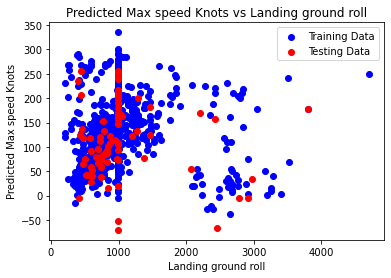 Predicted Max speed Knots vs Landing ground roll
Training Data
Testing Data
Predicted Max speed Knots
350
300
250
200
150
100
50
0
−50
0
1000
2000
3000
4000
Landing ground roll